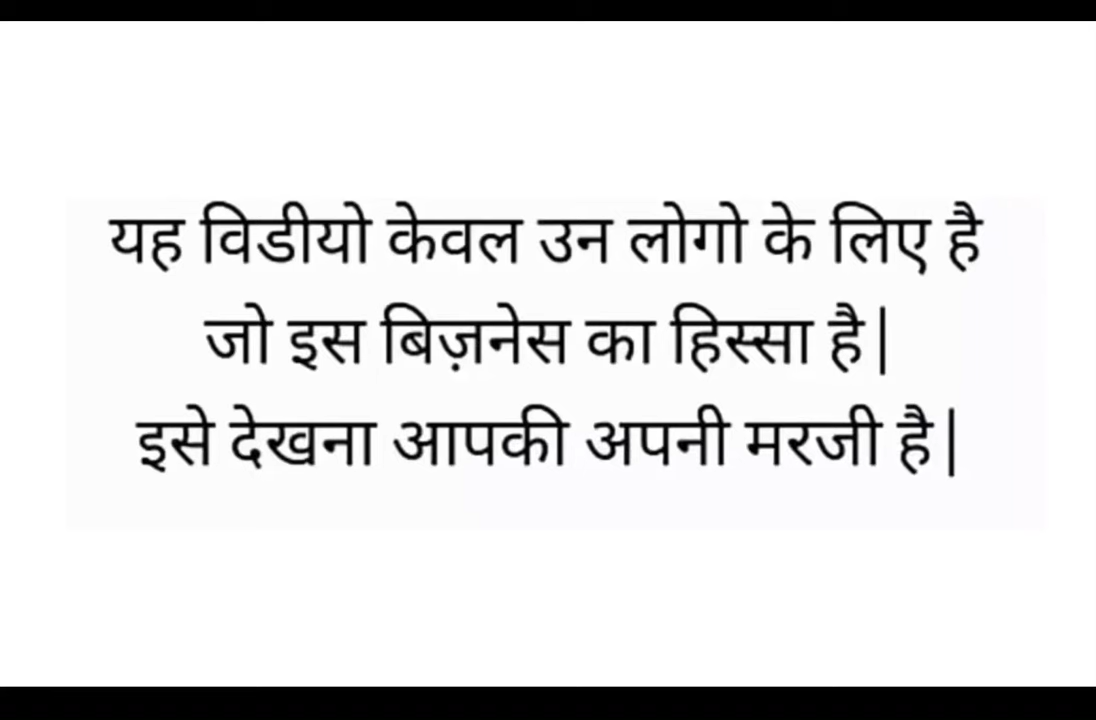 यह विडीयो केवल उन लोगो के लिए है
जो इस बिज़नेस का हिस्सा है|
इसे देखना आपकी अपनी मरजी है|